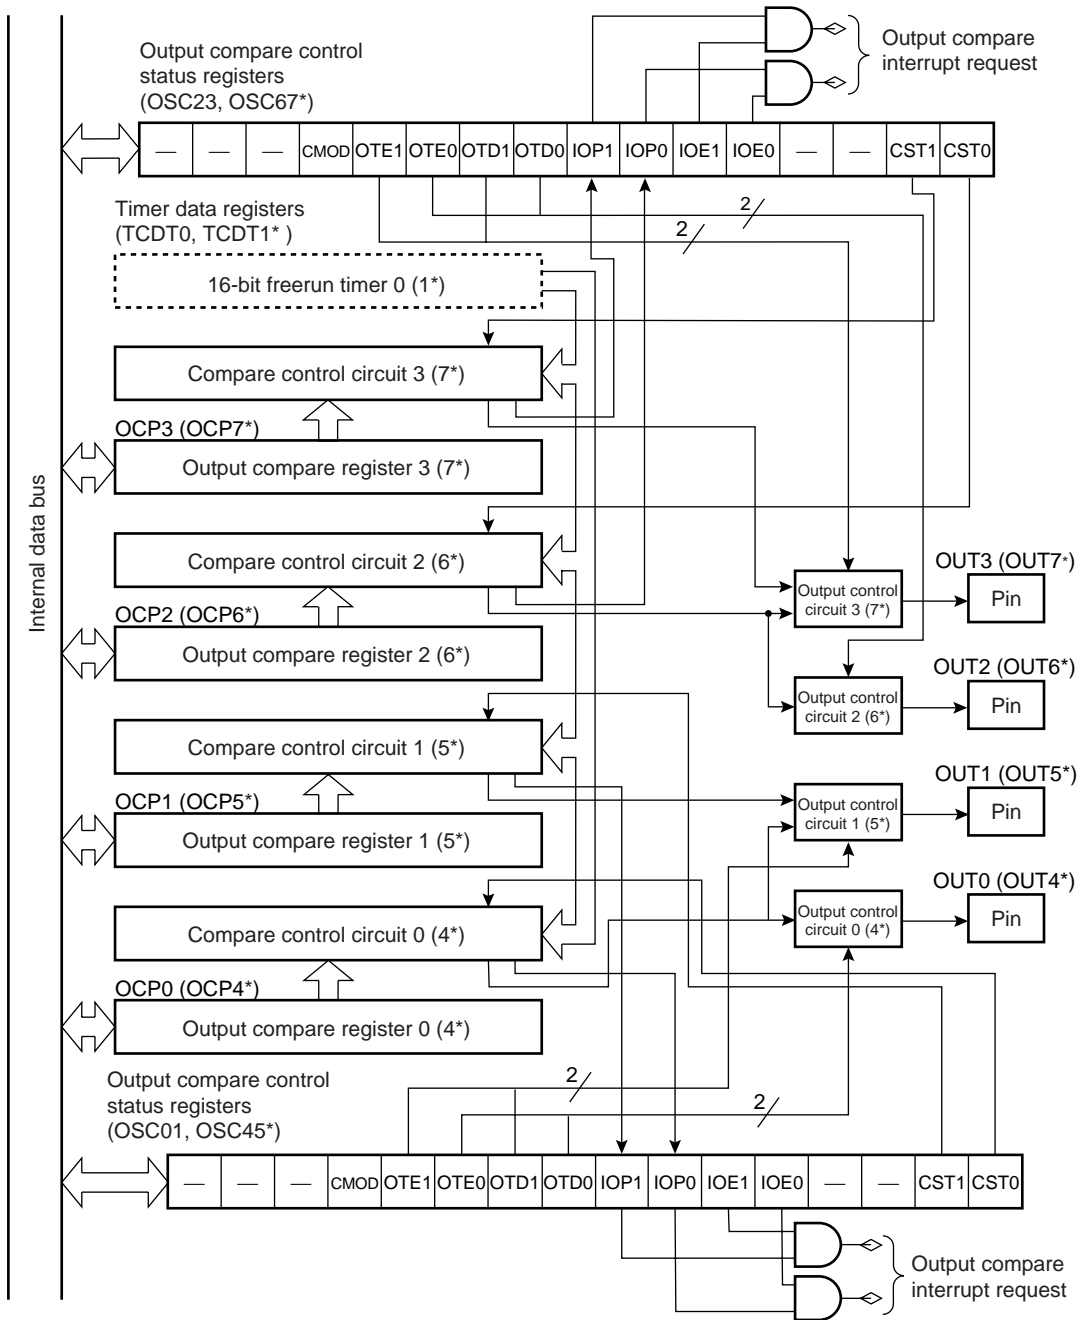 Output compare control
status registers
(OSC23, OSC67*)
Output compare
interrupt request
— — — CMOD OTE1 OTE0 OTD1 OTD0 IOP1 IOP0 IOE1 IOE0 — — CST1 CST0
Timer data registers
(TCDT0, TCDT1* )
2
2
16-bit freerun timer 0 (1*)
Compare control circuit 3 (7*)
OCP3 (OCP7*)
Output compare register 3 (7*)
Internal data bus
Compare control circuit 2 (6*)
OCP2 (OCP6*)
Output compare register 2 (6*)
Output control
circuit 3 (7*)
OUT3 (OUT7*)
Pin
Output control
circuit 2 (6*)
OUT2 (OUT6*)
Pin
Compare control circuit 1 (5*)
OCP1 (OCP5*)
Output compare register 1 (5*)
Output control
circuit 1 (5*)
OUT1 (OUT5*)
Pin
Compare control circuit 0 (4*)
OCP0 (OCP4*)
Output compare register 0 (4*)
Output control
circuit 0 (4*)
OUT0 (OUT4*)
Pin
Output compare control
status registers
(OSC01, OSC45*)
2
2
— — — CMOD OTE1 OTE0 OTD1 OTD0 IOP1 IOP0 IOE1 IOE0 — — CST1 CST0
Output compare
interrupt request